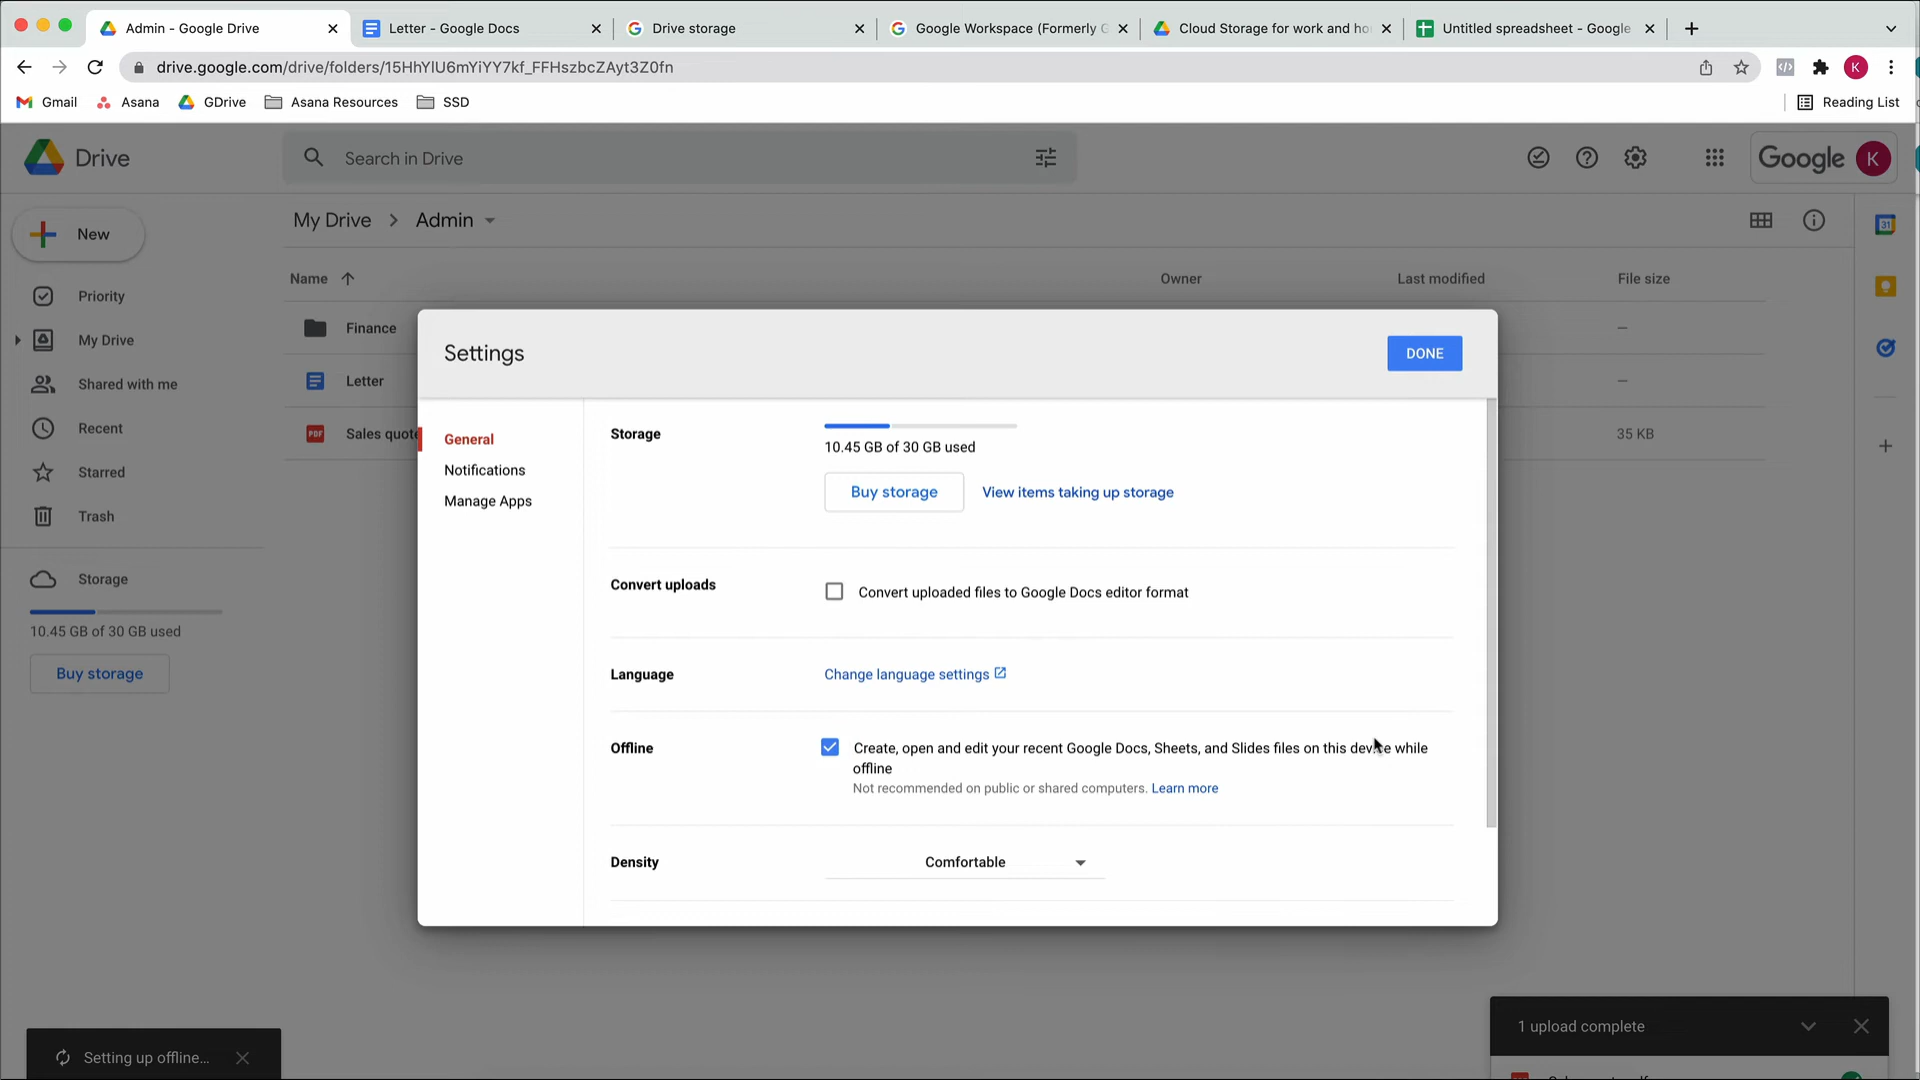 Admin - Google Drive
Letter - Google Docs
Drive storage
Google Workspace (Formerly G
Cloud Storage for work and ho
Untitled spreadsheet - Google
drive.google.com/drive/folders/15HhYlU6mYiYY7kf_FFHszbcZAyt3Z0fn
K
Gmail
Asana
GDrive
Asana Resources
SSD
Reading List
Drive
Search in Drive
Google
K
New
My Drive
Admin
31
Name
Owner
Last modified
File size
Priority
My Drive
Shared with me
Recent
Starred
Trash
Storage
10.45 GB of 30 GB used
Buy storage
Finance
–
Letter
–
PDF
Sales quote
35 KB
Settings
DONE
General
Notifications
Manage Apps
Storage
10.45 GB of 30 GB used
Buy storage
View items taking up storage
Convert uploads
Convert uploaded files to Google Docs editor format
Language
Change language settings
Offline
Create, open and edit your recent Google Docs, Sheets, and Slides files on this device while
offline
Not recommended on public or shared computers. Learn more
Density
Comfortable
Setting up offline...
1 upload complete